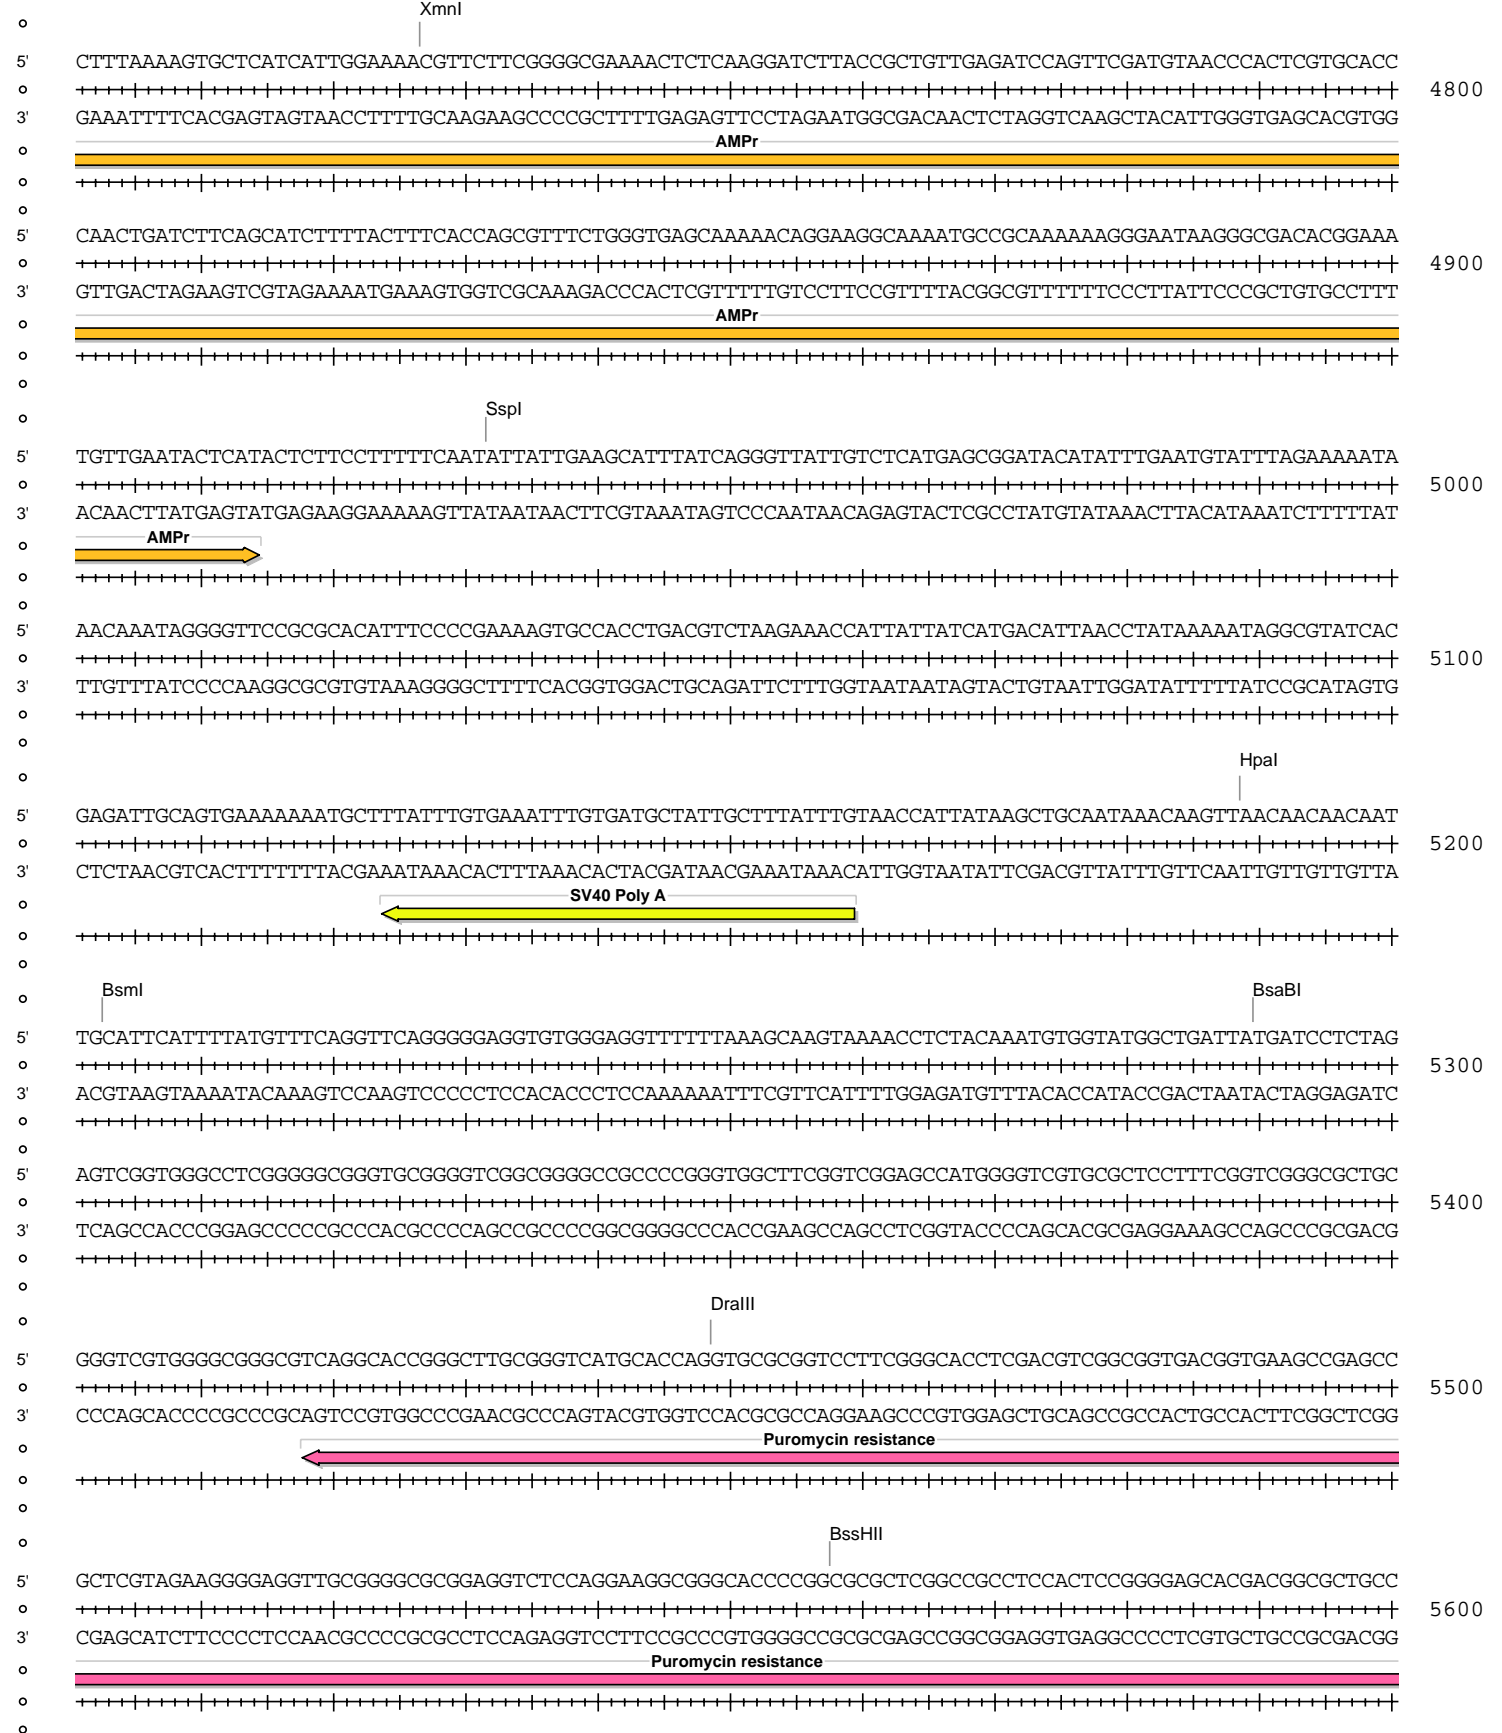 XmnI
5' CTTTAAAAGTGCTCATCATTGGAAAACGTTCTTCGGGGCGAAAACTCTCAAGGATCTTACCGCTGTTGAGATCCAGTTCGATGTAACCCACTCGTGCACC
4800
3' GAAATTTTCACGAGTAGTAACCTTTTGCAAGAAGCCCCGCTTTTGAGAGTTCCTAGAATGGCGACAACTCTAGGTCAAGCTACATTGGGTGAGCACGTGG
AMPr
5' CAACTGATCTTCAGCATCTTTTACTTTCACCAGCGTTTCTGGGTGAGCAAAAACAGGAAGGCAAAATGCCGCAAAAAAGGGAATAAGGGCGACACGGAAA
4900
3' GTTGACTAGAAGTCGTAGAAAATGAAAGTGGTCGCAAAGACCCACTCGTTTTTGTCCTTCCGTTTTACGGCGTTTTTTCCCTTATTCCCGCTGTGCCTTT
AMPr
SspI
5' TGTTGAATACTCATACTCTTCCTTTTTCAATATTATTGAAGCATTTATCAGGGTTATTGTCTCATGAGCGGATACATATTTGAATGTATTTAGAAAAATA
5000
3' ACAACTTATGAGTATGAGAAGGAAAAAGTTATAATAACTTCGTAAATAGTCCCAATAACAGAGTACTCGCCTATGTATAAACTTACATAAATCTTTTTAT
AMPr
5' AACAAATAGGGGTTCCGCGCACATTTCCCCGAAAAGTGCCACCTGACGTCTAAGAAACCATTATTATCATGACATTAACCTATAAAAATAGGCGTATCAC
5100
3' TTGTTTATCCCCAAGGCGCGTGTAAAGGGGCTTTTCACGGTGGACTGCAGATTCTTTGGTAATAATAGTACTGTAATTGGATATTTTTATCCGCATAGTG
HpaI
5' GAGATTGCAGTGAAAAAAATGCTTTATTTGTGAAATTTGTGATGCTATTGCTTTATTTGTAACCATTATAAGCTGCAATAAACAAGTTAACAACAACAAT
5200
3' CTCTAACGTCACTTTTTTTACGAAATAAACACTTTAAACACTACGATAACGAAATAAACATTGGTAATATTCGACGTTATTTGTTCAATTGTTGTTGTTA
SV40 Poly A
BsmI BsaBI
5' TGCATTCATTTTATGTTTCAGGTTCAGGGGGAGGTGTGGGAGGTTTTTTAAAGCAAGTAAAACCTCTACAAATGTGGTATGGCTGATTATGATCCTCTAG
5300
3' ACGTAAGTAAAATACAAAGTCCAAGTCCCCCTCCACACCCTCCAAAAAATTTCGTTCATTTTGGAGATGTTTACACCATACCGACTAATACTAGGAGATC
5' AGTCGGTGGGCCTCGGGGGCGGGTGCGGGGTCGGCGGGGCCGCCCCGGGTGGCTTCGGTCGGAGCCATGGGGTCGTGCGCTCCTTTCGGTCGGGCGCTGC
5400
3' TCAGCCACCCGGAGCCCCCGCCCACGCCCCAGCCGCCCCGGCGGGGCCCACCGAAGCCAGCCTCGGTACCCCAGCACGCGAGGAAAGCCAGCCCGCGACG
DraIII
5' GGGTCGTGGGGCGGGCGTCAGGCACCGGGCTTGCGGGTCATGCACCAGGTGCGCGGTCCTTCGGGCACCTCGACGTCGGCGGTGACGGTGAAGCCGAGCC
5500
3' CCCAGCACCCCGCCCGCAGTCCGTGGCCCGAACGCCCAGTACGTGGTCCACGCGCCAGGAAGCCCGTGGAGCTGCAGCCGCCACTGCCACTTCGGCTCGG
Puromycin resistance
BssHII
5' GCTCGTAGAAGGGGAGGTTGCGGGGCGCGGAGGTCTCCAGGAAGGCGGGCACCCCGGCGCGCTCGGCCGCCTCCACTCCGGGGAGCACGACGGCGCTGCC
5600
3' CGAGCATCTTCCCCTCCAACGCCCCGCGCCTCCAGAGGTCCTTCCGCCCGTGGGGCCGCGCGAGCCGGCGGAGGTGAGGCCCCTCGTGCTGCCGCGACGG
Puromycin resistance